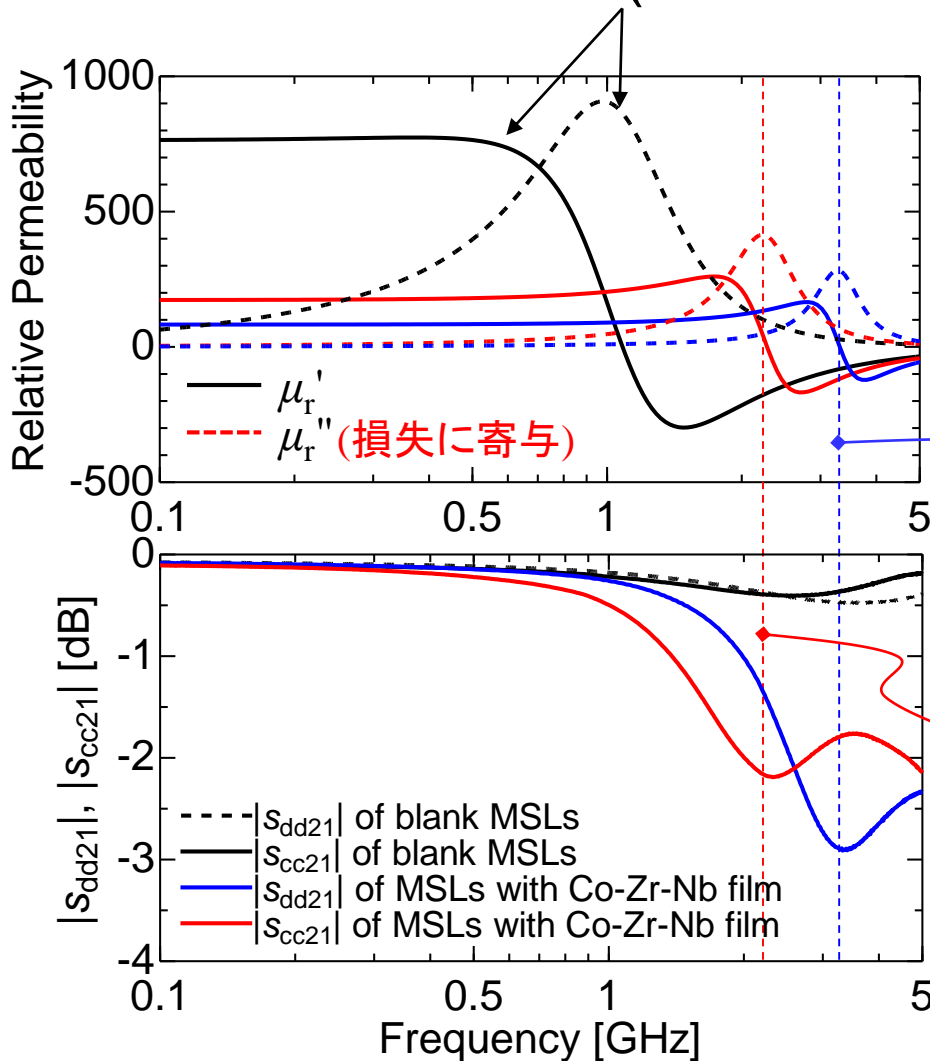 1000
500
0
-500
Relative Permeability
μr'
μr'' (損失に寄与)
0.1 0.5 1 5
0
-1
-2
-3
-4
|sdd21|, |scc21| [dB]
|sdd21| of blank MSLs
|scc21| of blank MSLs
|sdd21| of MSLs with Co-Zr-Nb film
|scc21| of MSLs with Co-Zr-Nb film
0.1 0.5 1 5
Frequency [GHz]